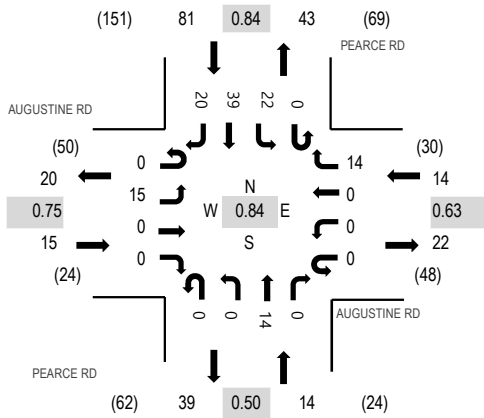 (151) 81 0.84 43 (69)
PEARCE RD
20 39 22 0
AUGUSTINE RD
(50) 0 14 (30)
20 15 N 0 14
0.75 W 0.84 E 0.63
15 0 S 0 22
(24) 0 0 (48)
0 0 14 0
AUGUSTINE RD
PEARCE RD
(62) 39 0.50 14 (24)